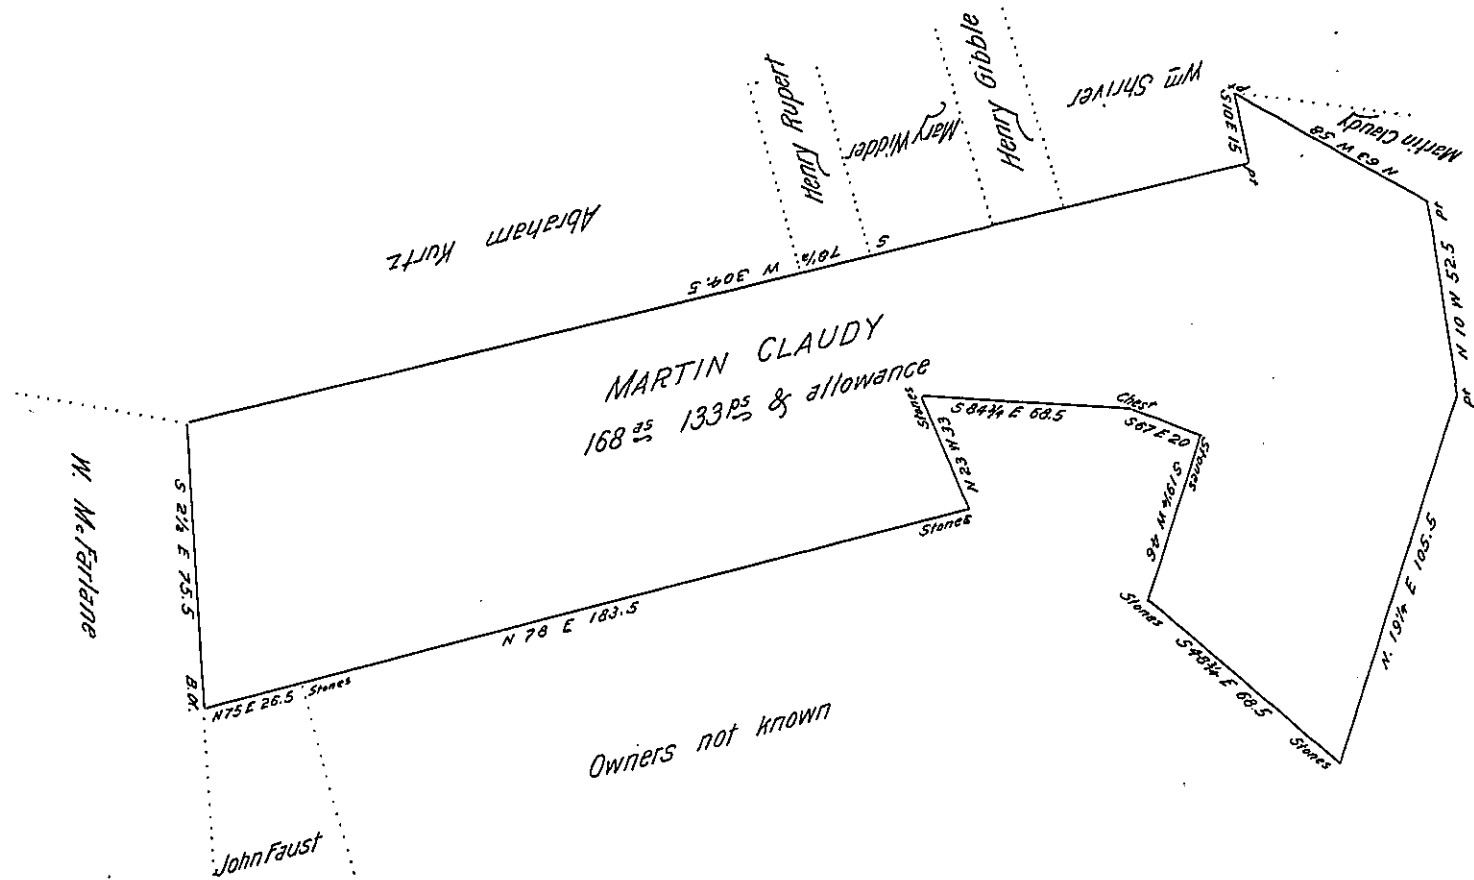 Abraham Kurtz
Henry Rupert
Mary Widder
Henry Gibble
Wm Shriver
Martin Claudy
S 78½ W 304.5
S 10 E 15
pt
pt
N 63 W 58
pt
N 10 W 52.5
pt
N. 19¼ E 105.5
MARTIN CLAUDY
168 as 133 ps & allowance
Stones
S 84¾ E 68.5
Chest
S 67 E 20
Stones
S 19¼ W 46
Stones
S 48¾ E 68.5
Stones
N 23 W 33
Stones
N 78 E 183.5
Stones
N 75 E 26.5
B.O.
S 2½ E 75.5
W. McFarlane
Owners not known
John Faust